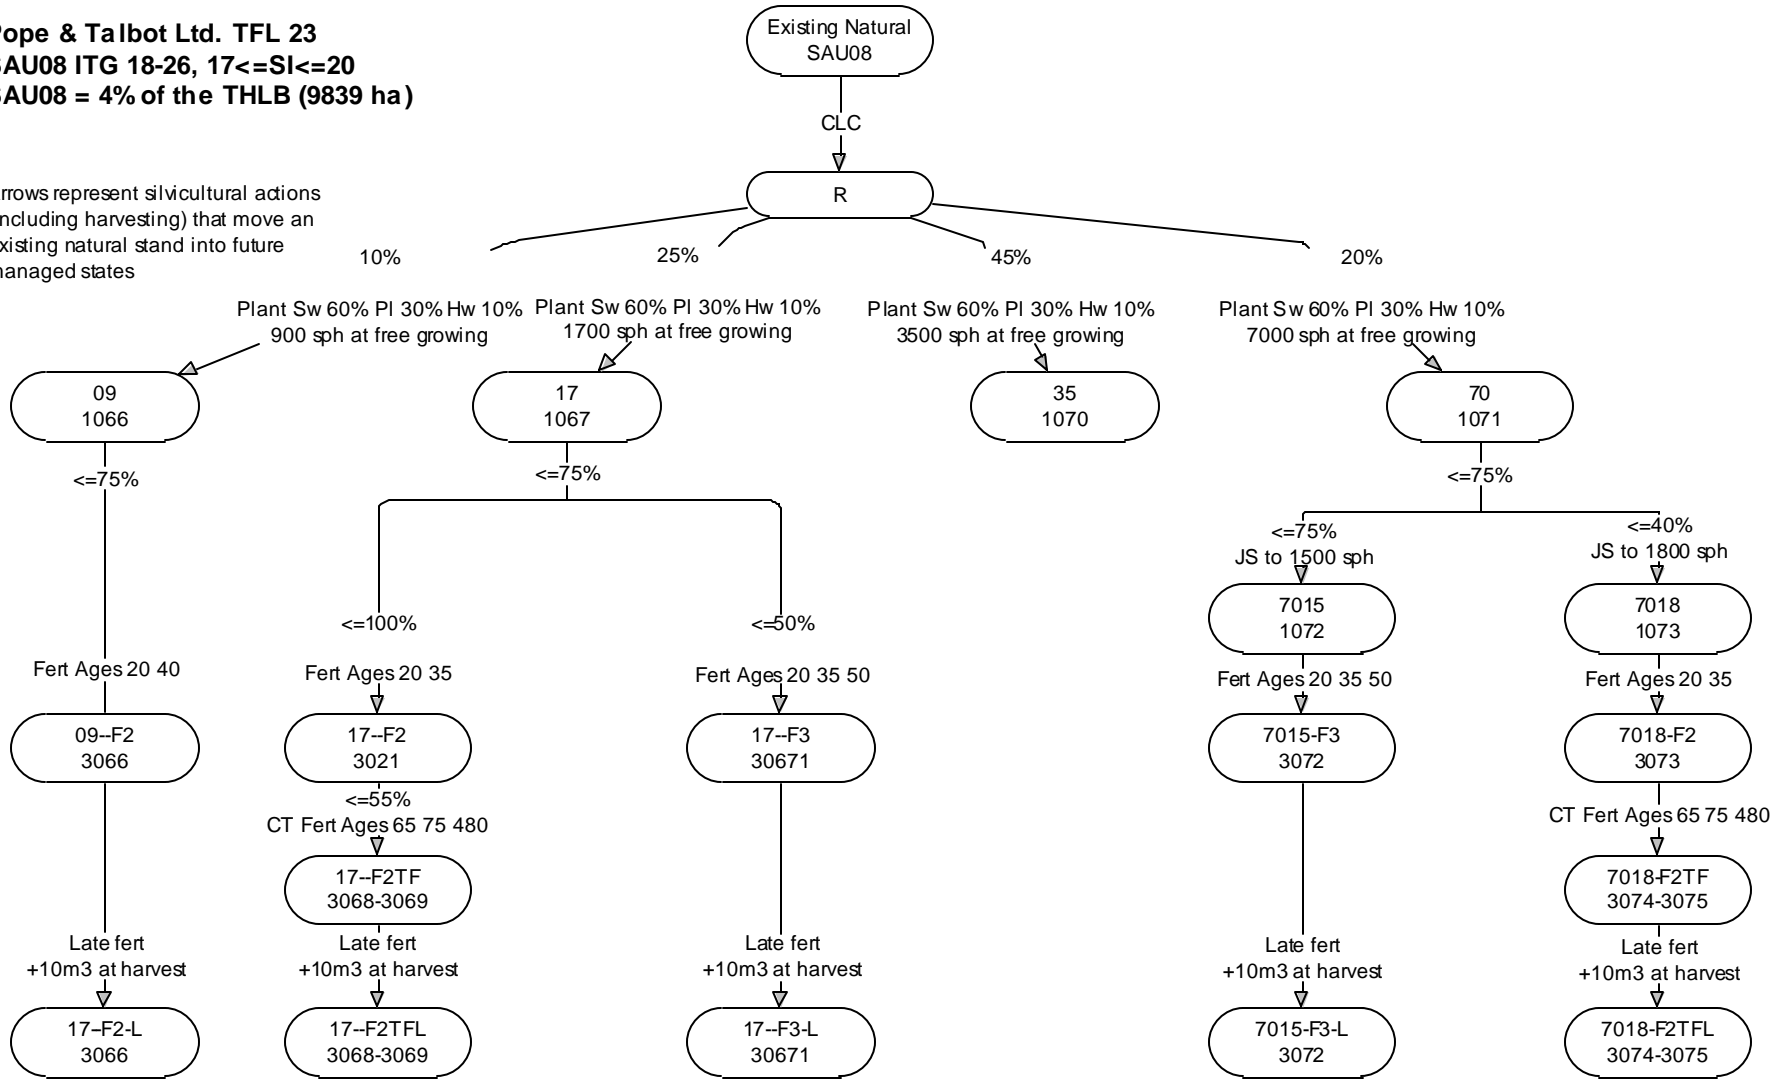 ope & Talbot Ltd. TFL 23
AU08 ITG 18-26, 17<=SI<=20
AU08 = 4% of the THLB (9839 ha)
Existing Natural
SAU08
CLC
rrows represent silvicultural actions
ncluding harvesting) that move an
xisting natural stand into future
anaged states
R
10%
25%
45%
20%
Plant Sw 60% Pl 30% Hw 10%
900 sph at free growing
Plant Sw 60% Pl 30% Hw 10%
1700 sph at free growing
Plant Sw 60% Pl 30% Hw 10%
3500 sph at free growing
Plant Sw 60% Pl 30% Hw 10%
7000 sph at free growing
09
1066
17
1067
35
1070
70
1071
<=75%
<=75%
<=75%
<=75%
JS to 1500 sph
<=40%
JS to 1800 sph
7015
1072
7018
1073
<=100%
<=50%
Fert Ages 20 40
Fert Ages 20 35
Fert Ages 20 35 50
Fert Ages 20 35 50
Fert Ages 20 35
09--F2
3066
17--F2
3021
17--F3
30671
7015-F3
3072
7018-F2
3073
<=55%
CT Fert Ages 65 75 480
CT Fert Ages 65 75 480
17--F2TF
3068-3069
7018-F2TF
3074-3075
Late fert
+10m3 at harvest
Late fert
+10m3 at harvest
Late fert
+10m3 at harvest
Late fert
+10m3 at harvest
Late fert
+10m3 at harvest
17--F2-L
3066
17--F2TFL
3068-3069
17--F3-L
30671
7015-F3-L
3072
7018-F2TFL
3074-3075